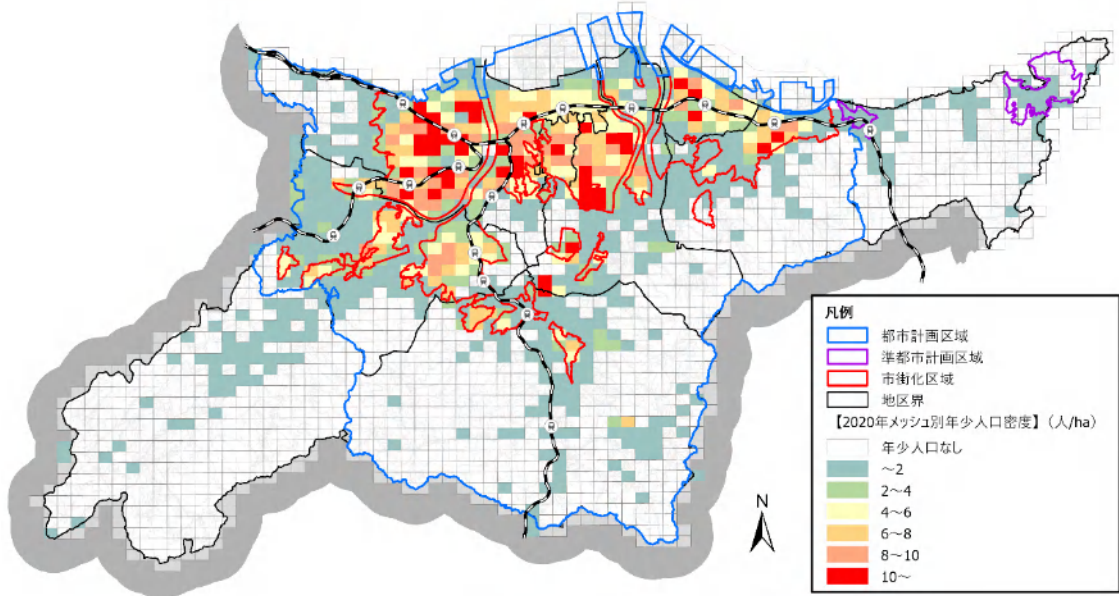 凡例
都市計画区域
準都市計画区域
市街化区域
地区界
【2020年メッシュ別年少人口密度】（人/ha）
年少人口なし
～2
2～4
4～6
6～8
8～10
10～
N